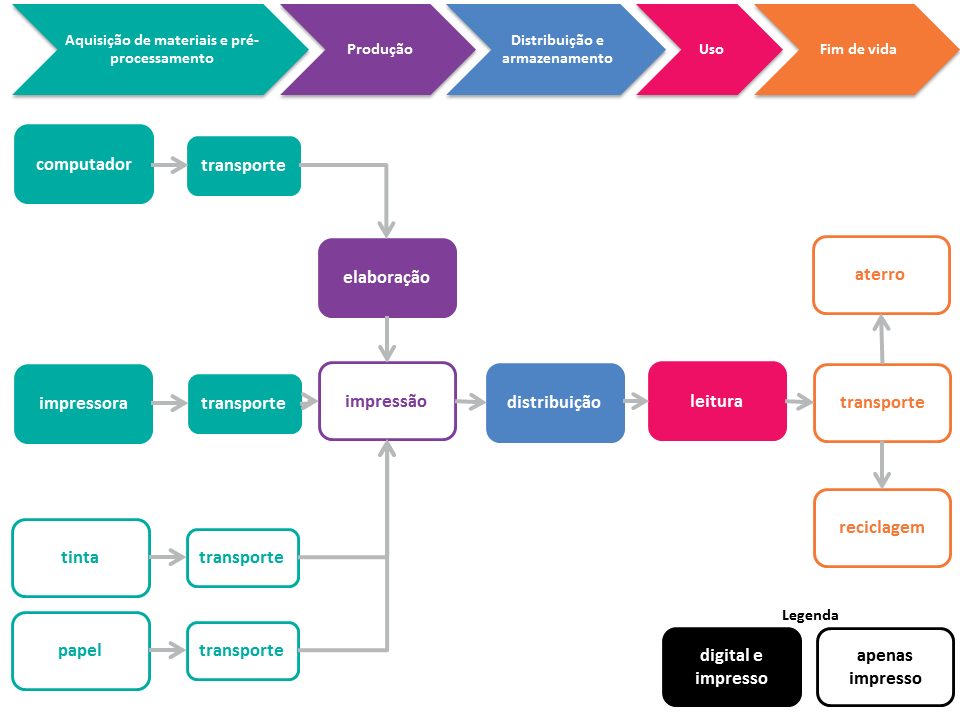 Aquisição de materiais e pré-
processamento
Produção
Distribuição e
armazenamento
Uso
Fim de vida
computador
transporte
elaboração
aterro
impressora
transporte
impressão
distribuição
leitura
transporte
reciclagem
tinta
transporte
papel
transporte
Legenda
digital e
impresso
apenas
impresso